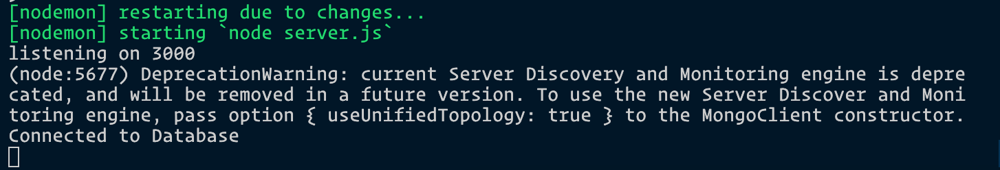 [nodemon] restarting due to changes...
[nodemon] starting `node server.js`
listening on 3000
(node:5677) DeprecationWarning: current Server Discovery and Monitoring engine is depre
cated, and will be removed in a future version. To use the new Server Discover and Moni
toring engine, pass option { useUnifiedTopology: true } to the MongoClient constructor.
Connected to Database